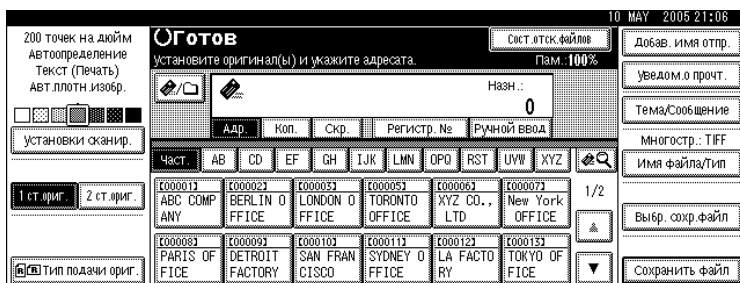 10 MAY 2005 21:06
200 точек на дюйм
Автоопределение
Текст (Печать)
Авт.плотн.изобр.
Установки сканир.
1 ст.ориг.
2 ст.ориг.
Тип подачи ориг.
Готов
Сост.отск.файлов
Установите оригинал(ы) и укажите адресата.
Пам.:100%
Назн.:
0
Адр.
Коп.
Скр.
Регистр. №
Ручной ввод
Част.
AB
CD
EF
GH
IJK
LMN
OPQ
RST
UVW
XYZ
[00001]
ABC COMP
ANY
[00002]
BERLIN O
FFICE
[00003]
LONDON O
FFICE
[00005]
TORONTO
OFFICE
[00006]
XYZ CO.,
LTD
[00007]
New York
OFFICE
1/2
[00008]
PARIS OF
FICE
[00009]
DETROIT
FACTORY
[00010]
SAN FRAN
CISCO
[00011]
SYDNEY O
FFICE
[00012]
LA FACTO
RY
[00013]
TOKYO OF
FICE
Добав. имя отпр.
Уведом.о прочт.
Тема/Сообщение
Многостр.: TIFF
Имя файла/Тип
Выбр. сохр.файл
Сохранить файл